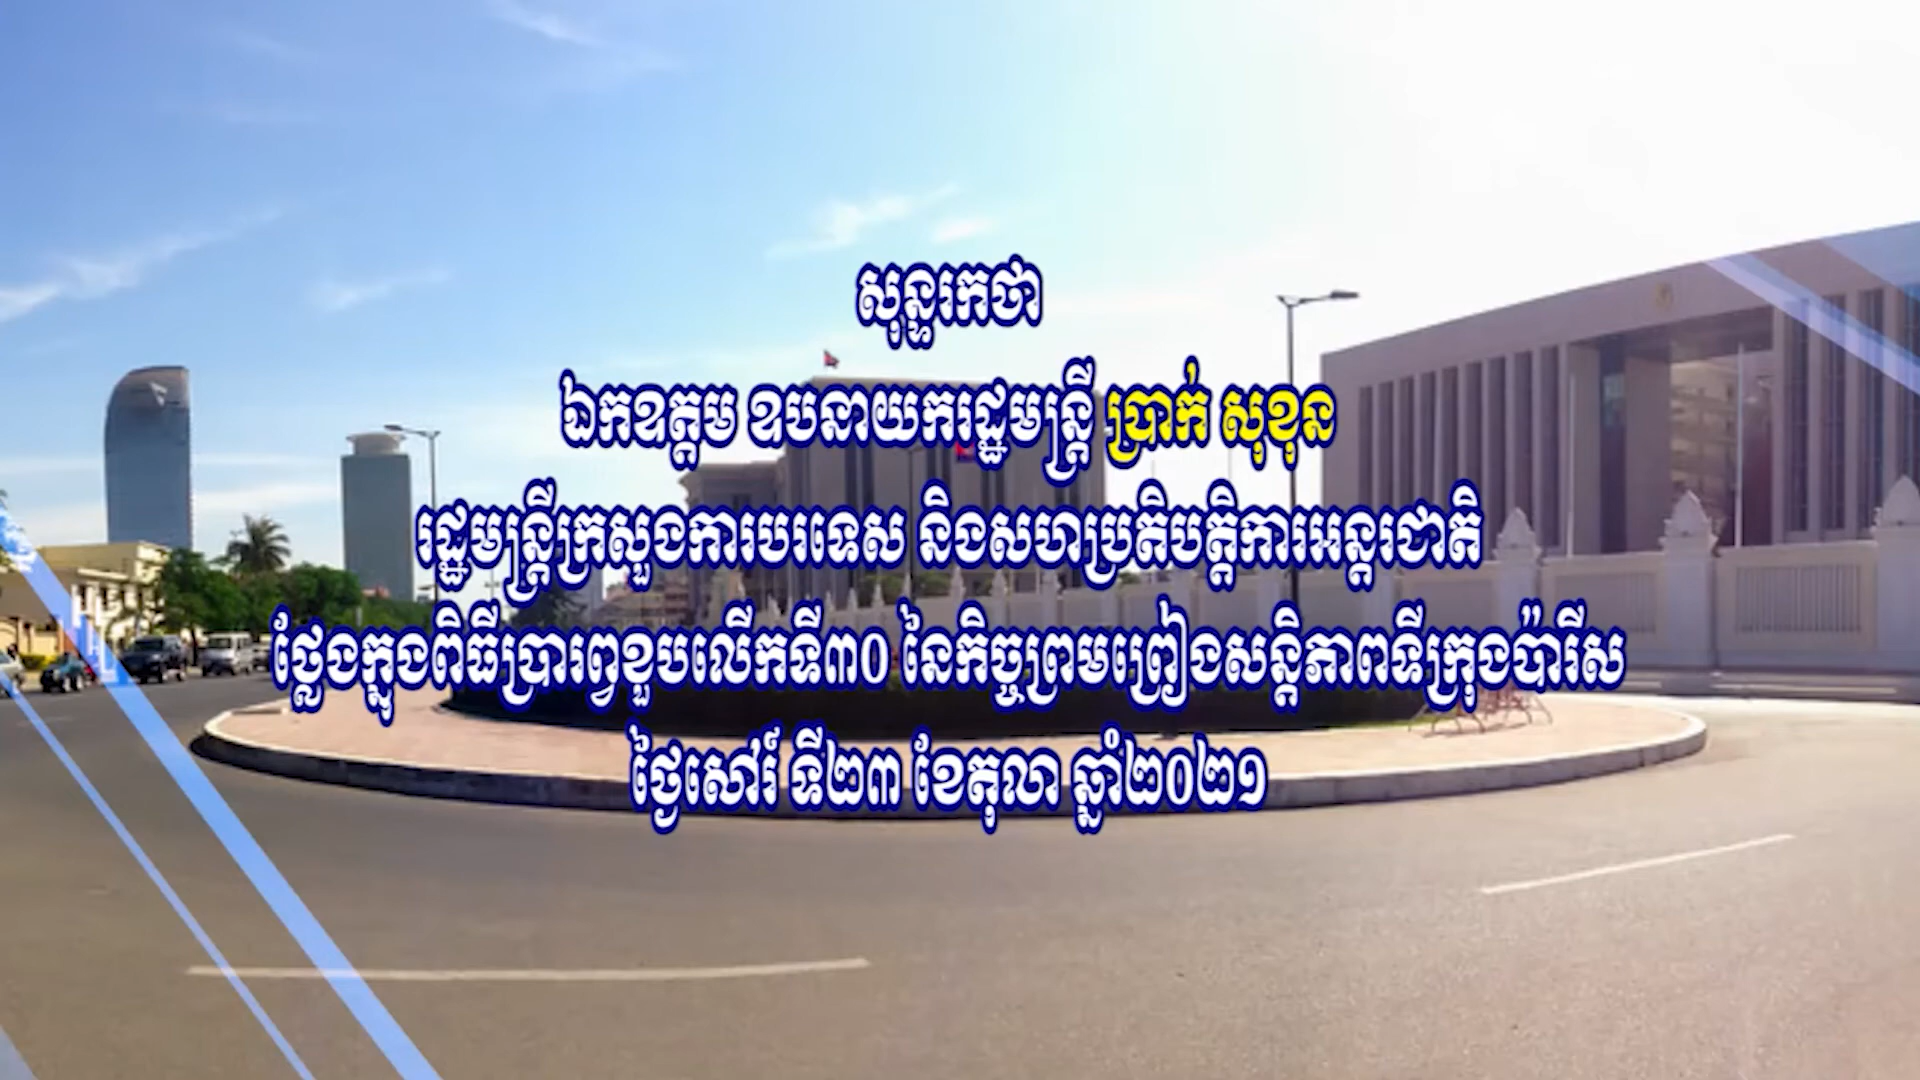 សុន្ទរកថា
ឯកឧត្តម ឧបនាយករដ្ឋមន្ត្រី ប្រាក់ សុខុន
រដ្ឋមន្ត្រីក្រសួងការបរទេស និងសហប្រតិបត្តិការអន្តរជាតិ
ថ្លែងក្នុងពិធីប្រារព្ធខួបលើកទី៣០ នៃកិច្ចព្រមព្រៀងសន្តិភាពទីក្រុងប៉ារីស
ថ្ងៃសៅរ៍ ទី២៣ ខែតុលា ឆ្នាំ២០២១